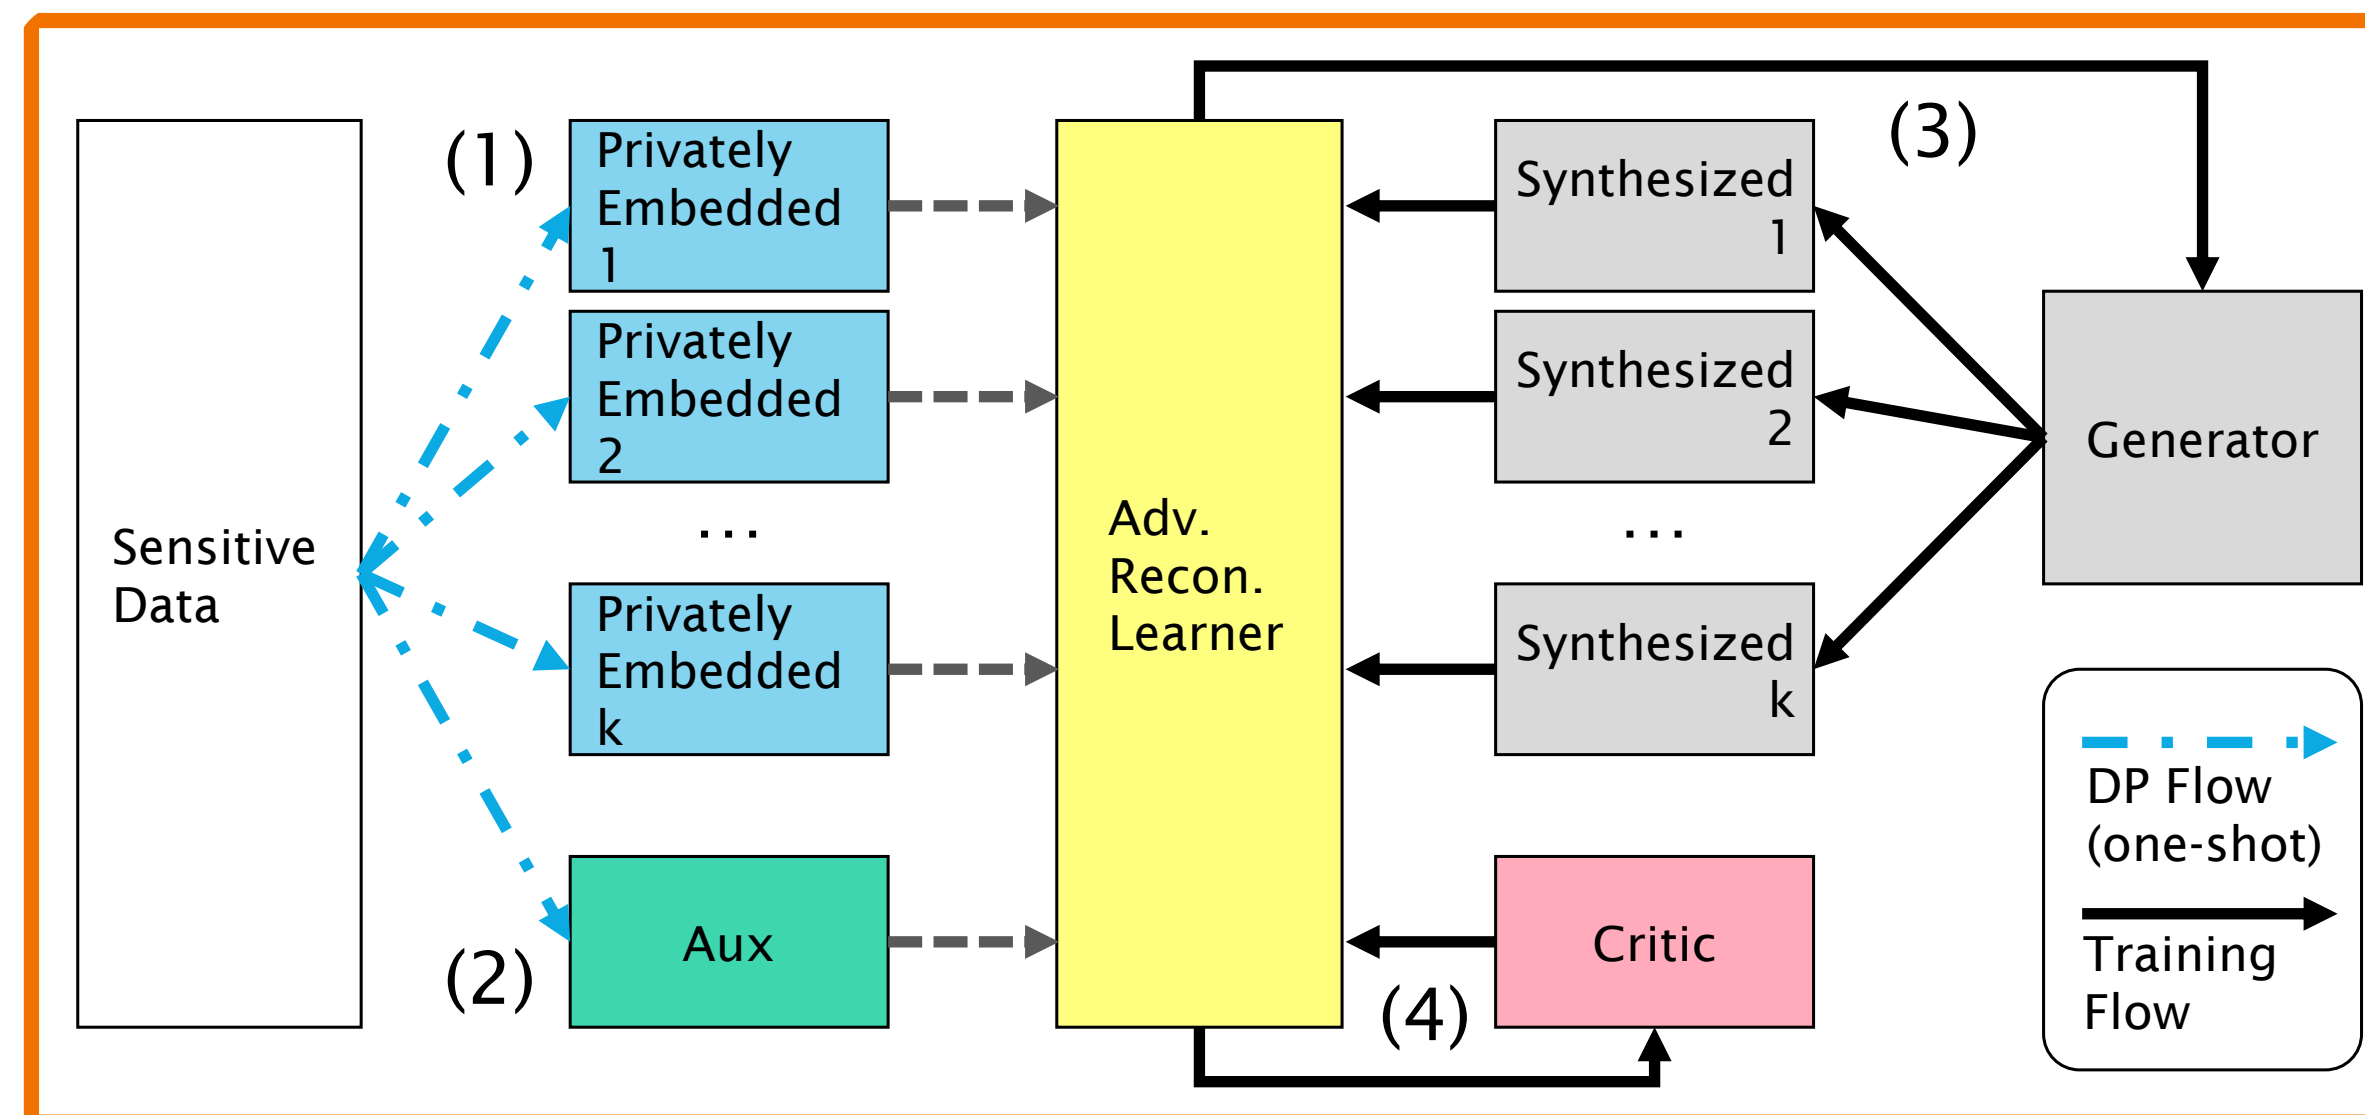 Sensitive
Data
(1)
Privately
Embedded
1
Privately
Embedded
2
...
Privately
Embedded
k
(2)
Aux
Adv.
Recon.
Learner
Synthesized
1
Synthesized
2
...
Synthesized
k
(3)
Generator
(4)
Critic
DP Flow
(one-shot)
Training
Flow